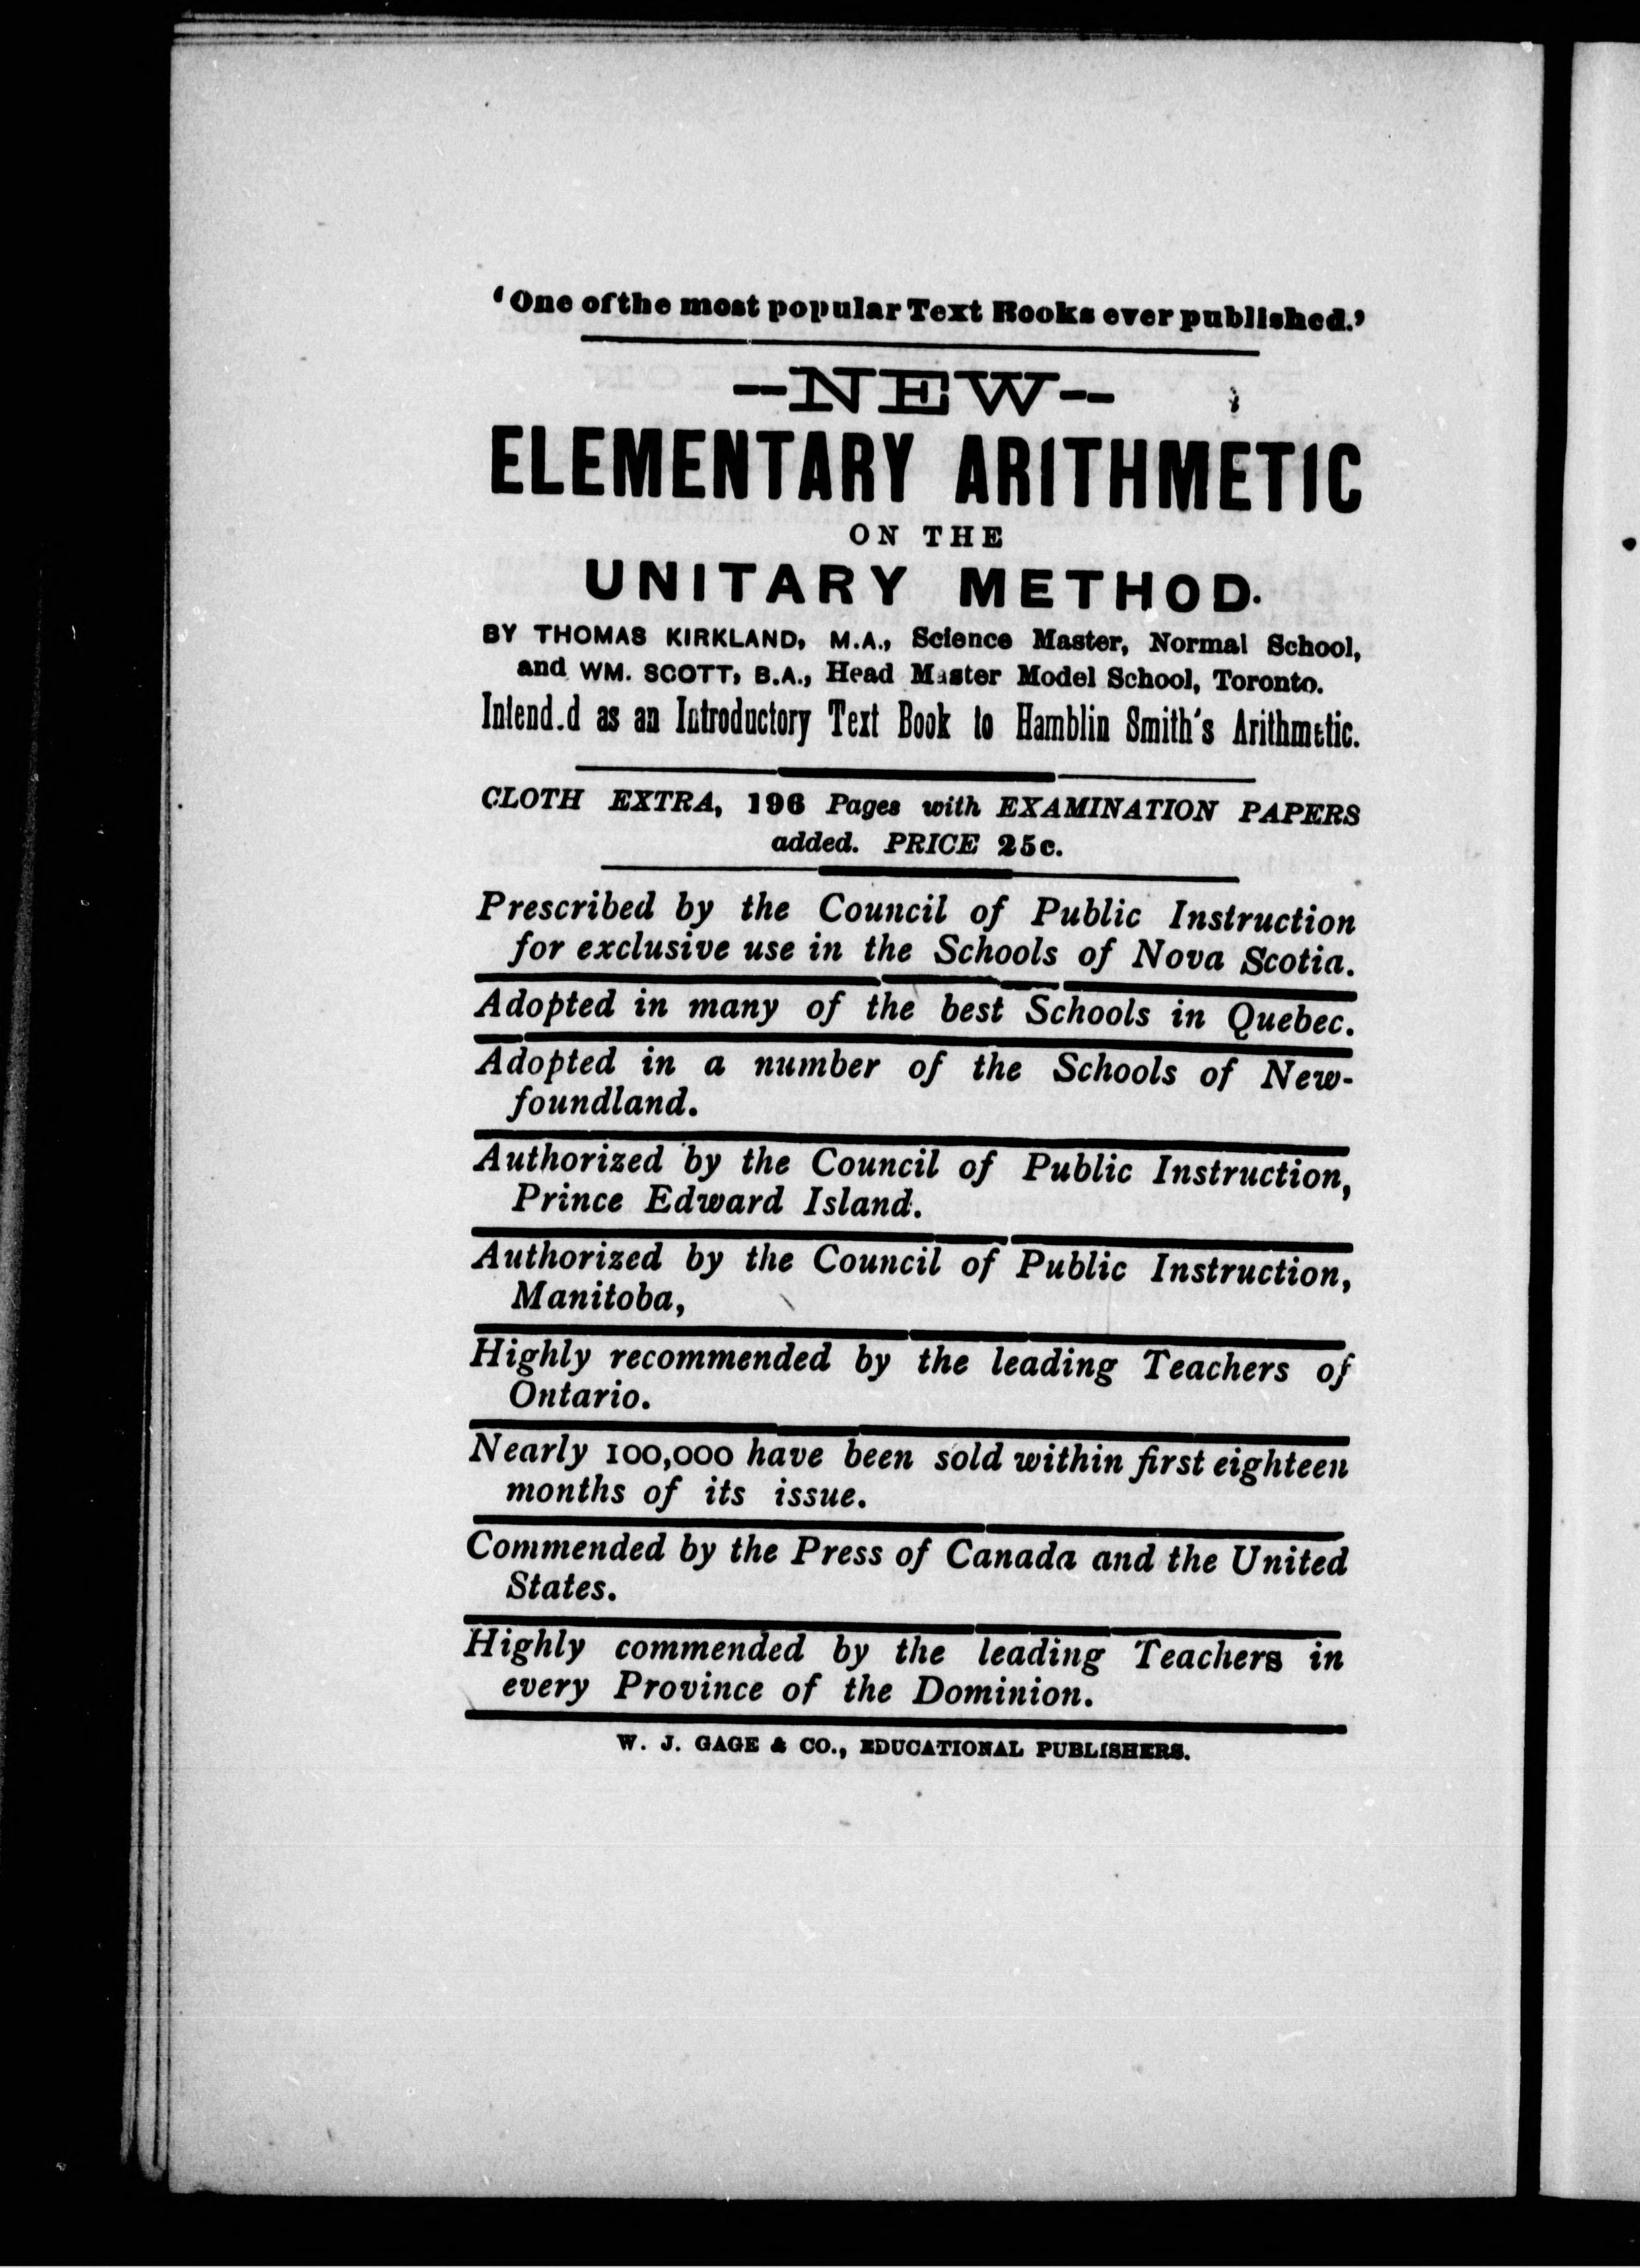 ‘One of the most popular Text Books ever published.’
—NEW—
ELEMENTARY ARITHMETIC
ON THE
UNITARY METHOD.
BY THOMAS KIRKLAND, M.A., Science Master, Normal School,
and WM. SCOTT, B.A., Head Master Model School, Toronto.
Intend.d as an Introductory Text Book to Hamblin Smith's Arithmetic.
CLOTH EXTRA, 196 Pages with EXAMINATION PAPERS
added. PRICE 25c.
Prescribed by the Council of Public Instruction
for exclusive use in the Schools of Nova Scotia.
Adopted in many of the best Schools in Quebec.
Adopted in a number of the Schools of New-
foundland.
Authorized by the Council of Public Instruction,
Prince Edward Island.
Authorized by the Council of Public Instruction,
Manitoba,
Highly recommended by the leading Teachers of
Ontario.
Nearly 100,000 have been sold within first eighteen
months of its issue.
Commended by the Press of Canada and the United
States.
Highly commended by the leading Teachers in
every Province of the Dominion.
W. J. GAGE & CO., EDUCATIONAL PUBLISHERS.